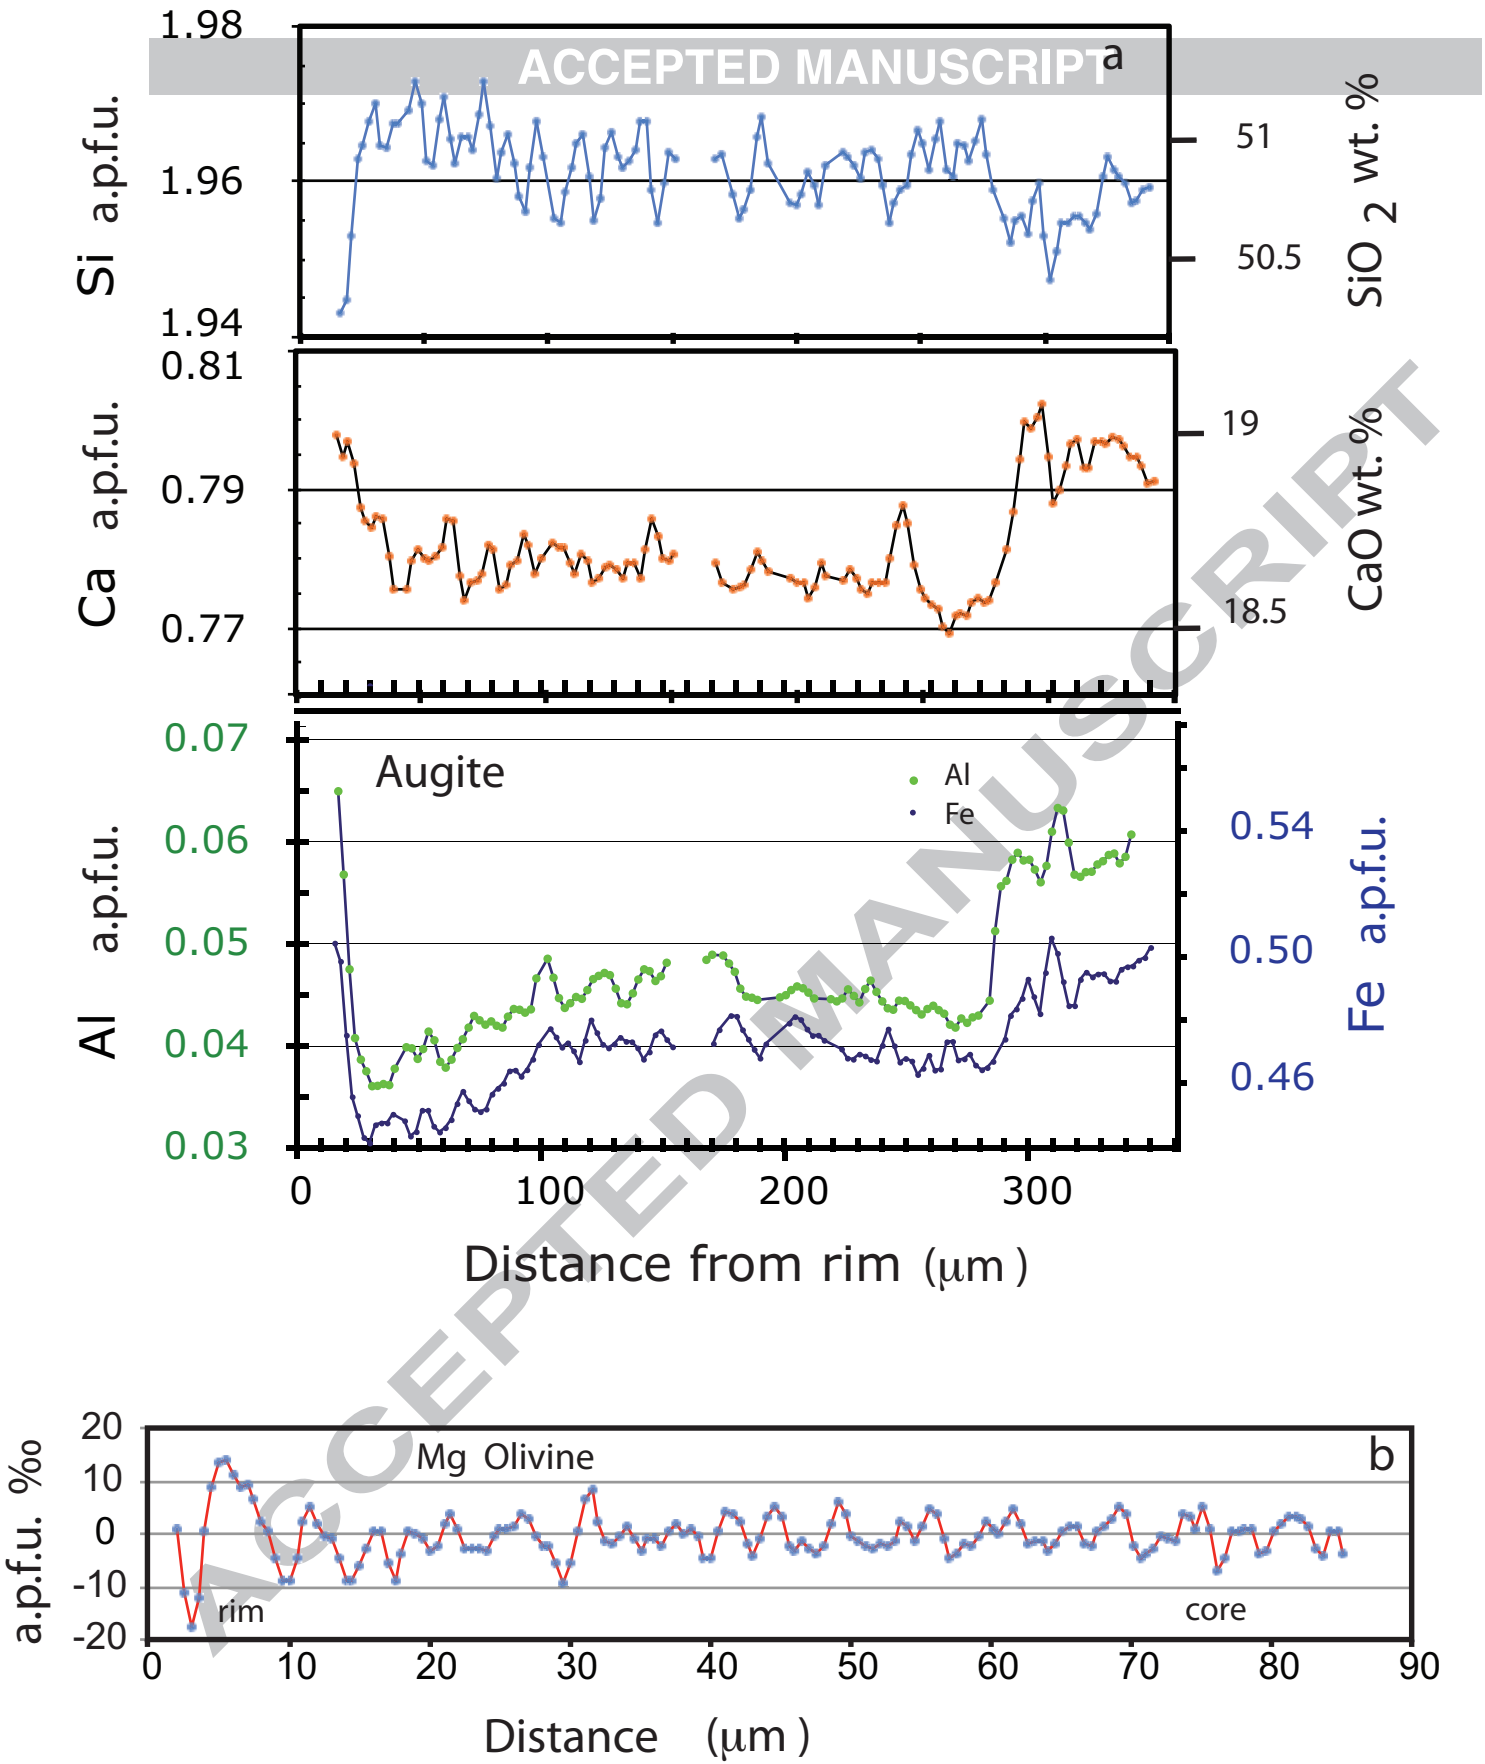 ACCEPTED MANUSCRIPT
a
1.98
1.96
1.94
Si a.p.f.u.
51
50.5
SiO 2 wt. %
0.81
0.79
0.77
Ca a.p.f.u.
19
18.5
CaO wt. %
0.07
0.06
0.05
0.04
0.03
Al a.p.f.u.
Augite
Al
Fe
0.54
0.50
0.46
Fe a.p.f.u.
0 100 200 300
Distance from rim (μm )
ACCEPTED MANUSCRIPT
20
10
0
-10
-20
a.p.f.u. ‰
Mg Olivine
b
rim
core
0 10 20 30 40 50 60 70 80 90
Distance (μm )